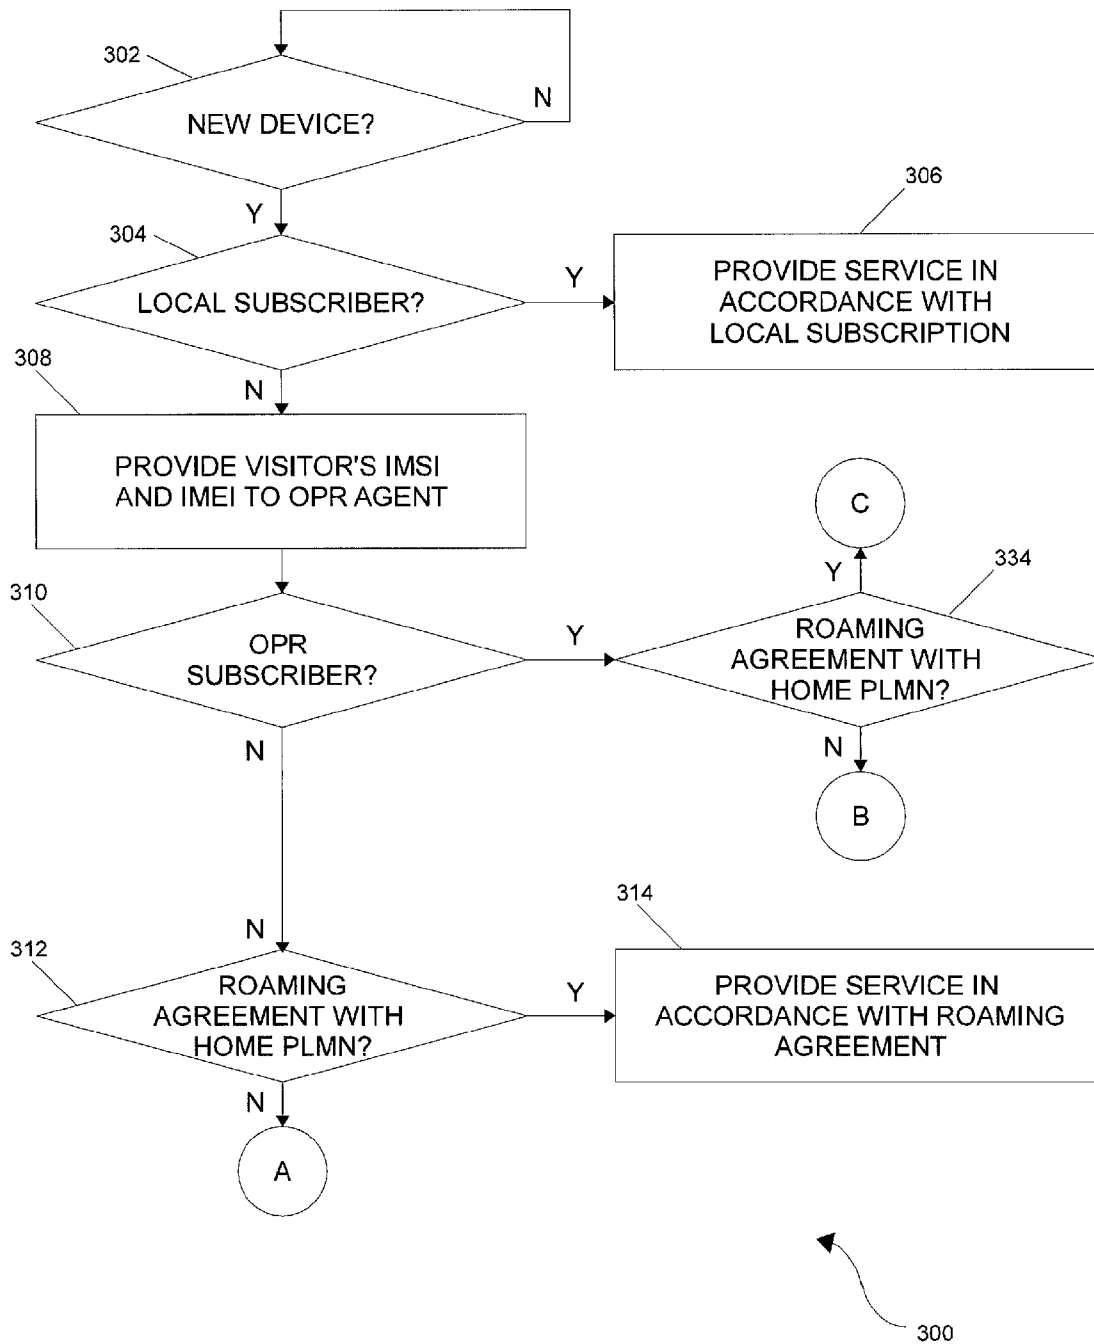 302
N
NEW DEVICE?
Y
304
306
LOCAL SUBSCRIBER?
Y
PROVIDE SERVICE IN
ACCORDANCE WITH
LOCAL SUBSCRIPTION
308
N
PROVIDE VISITOR'S IMSI
AND IMEI TO OPR AGENT
C
310
Y
334
OPR
SUBSCRIBER?
Y
ROAMING
AGREEMENT WITH
HOME PLMN?
N
N
B
N
312
314
ROAMING
AGREEMENT WITH
HOME PLMN?
Y
PROVIDE SERVICE IN
ACCORDANCE WITH ROAMING
AGREEMENT
N
A
300